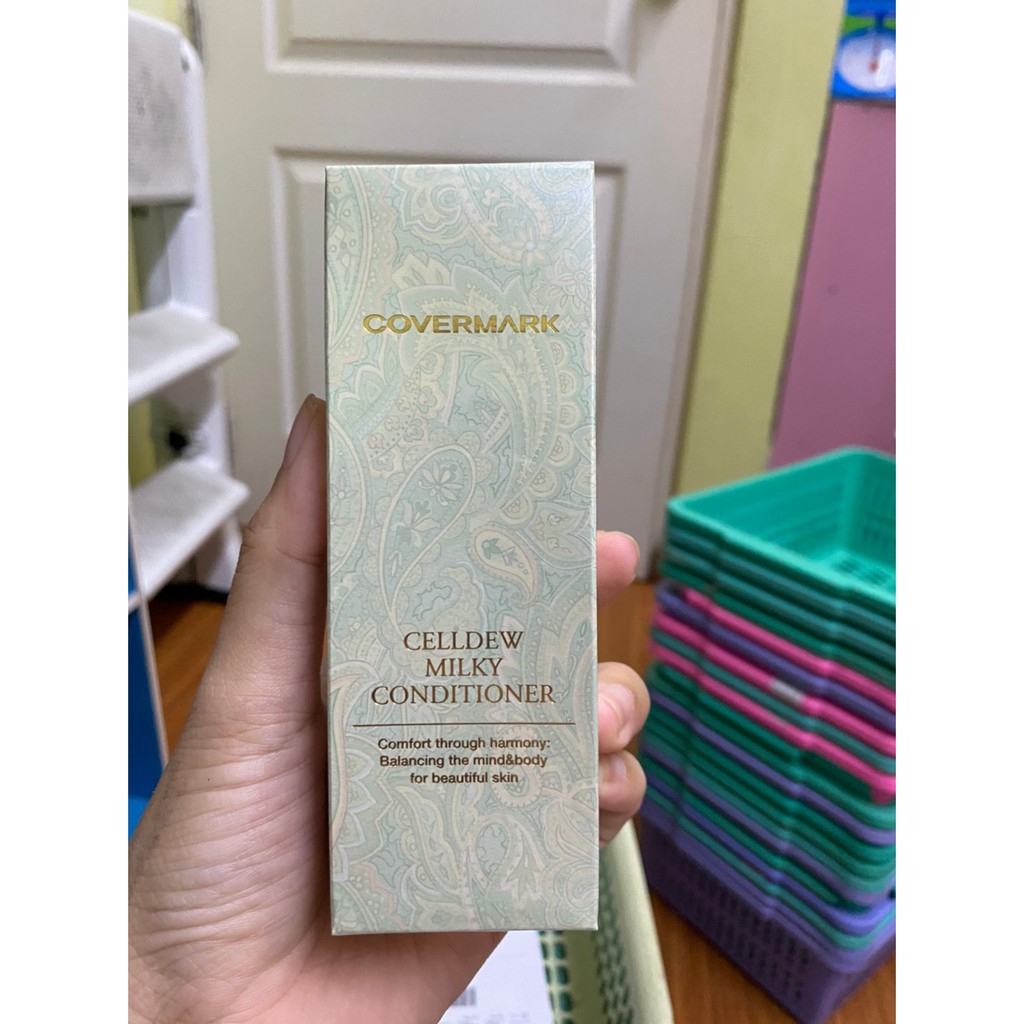 COVERMARK
CELLDEW
MILKY
CONDITIONER
Comfort through harmony:
Balancing the mind&body
for beautiful skin